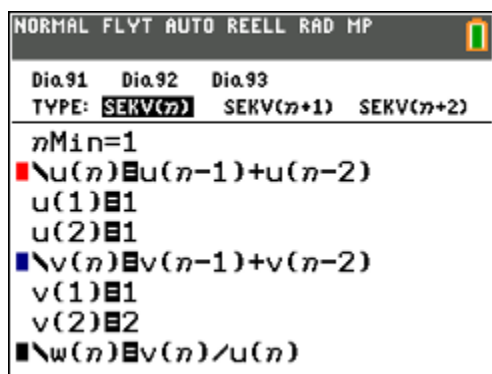 NORMAL FLYT AUTO REELL RAD MP
Dia.91 Dia.92 Dia.93
TYPE: SEKV(n) SEKV(n+1) SEKV(n+2)
nMin=1
\u(n)=u(n-1)+u(n-2)
u(1)=1
u(2)=1
\v(n)=v(n-1)+v(n-2)
v(1)=1
v(2)=2
\w(n)=v(n)/u(n)